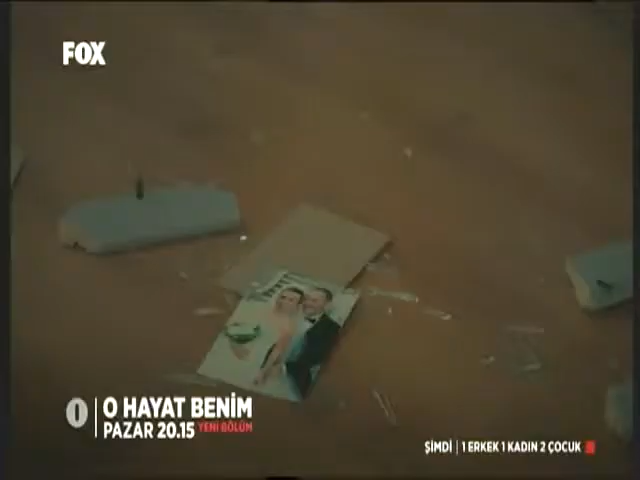 FOX
O HAYAT BENİM
PAZAR 20.15 YENİ BÖLÜM
ŞİMDİ | 1 ERKEK 1 KADIN 2 ÇOCUK